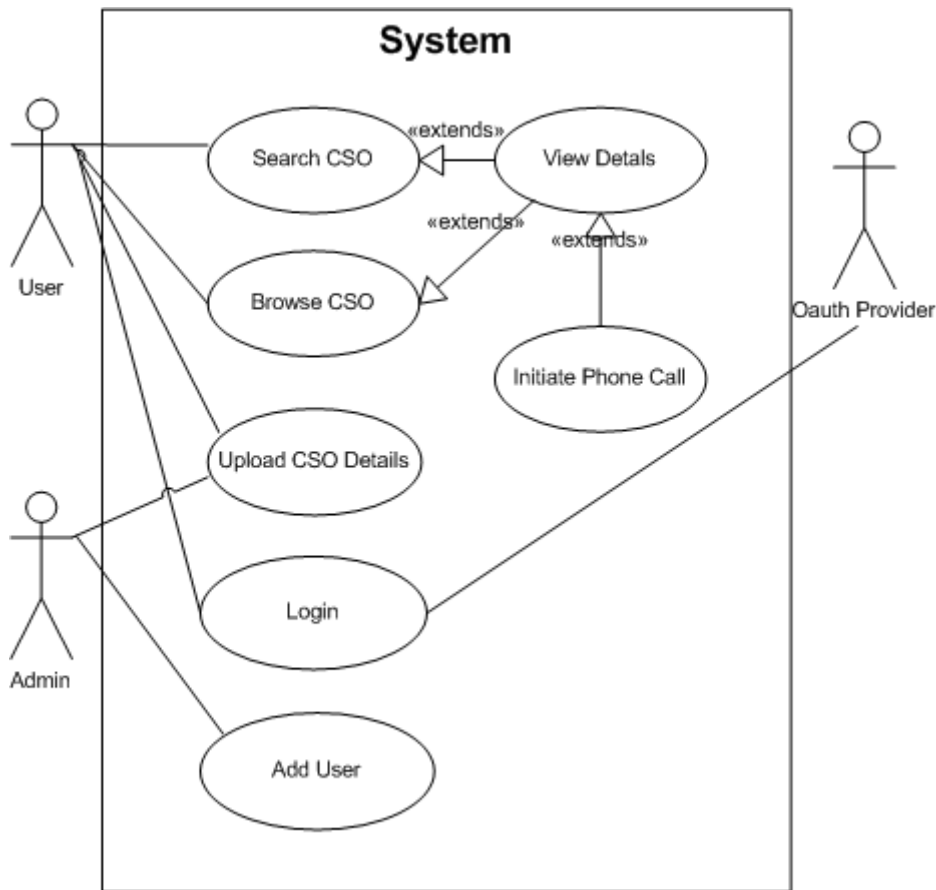 System
«extends»
Search CSO
View Detals
«extends»
«extends»
User
Browse CSO
Oauth Provider
Initiate Phone Call
Upload CSO Details
Login
Admin
Add User